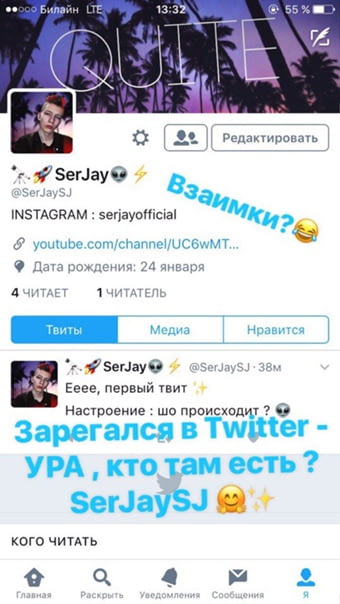 ●●○○○ Билайн LTE 13:32 55 %
QUITE
Редактировать
🔭🚀SerJay👽⚡
@SerJaySJ
Взаимки?😂
INSTAGRAM : serjayofficial
youtube.com/channel/UC6wMT...
Дата рождения: 24 января
4 ЧИТАЕТ 1 ЧИТАТЕЛЬ
Твиты Медиа Нравится
🔭🚀SerJay👽⚡ @SerJaySJ · 38м
Ееее, первый твит ✨
Настроение : шо происходит ? 👽
Зарегался в Twitter -
УРА , кто там есть ?
SerJaySJ 🤗✨
КОГО ЧИТАТЬ
Главная Раскрыть Уведомления Сообщения Я